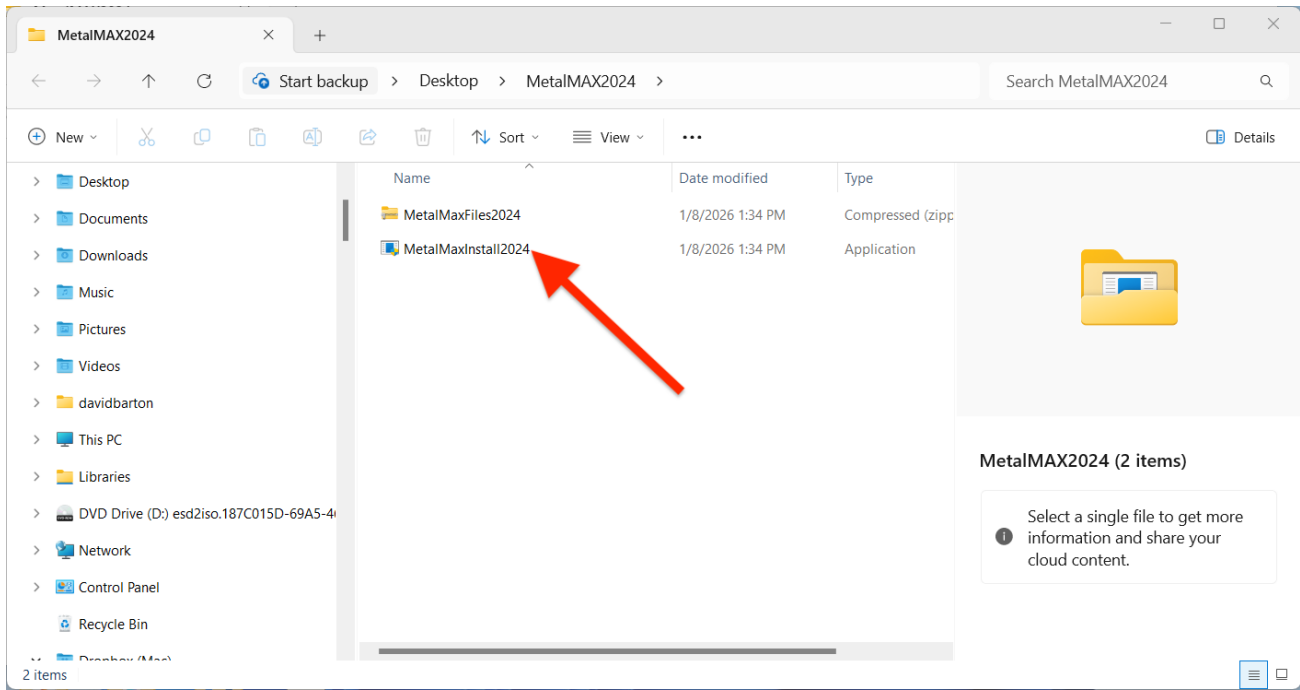 MetalMAX2024
Start backup > Desktop > MetalMAX2024 >
Search MetalMAX2024
New
Sort
View
Details
Desktop
Documents
Downloads
Music
Pictures
Videos
davidbarton
This PC
Libraries
DVD Drive (D:) esd2iso.187C015D-69A5-4
Network
Control Panel
Recycle Bin
Dropbox (Mac)
Name Date modified Type
MetalMaxFiles2024 1/8/2026 1:34 PM Compressed (zipp
MetalMaxInstall2024 1/8/2026 1:34 PM Application
MetalMAX2024 (2 items)
Select a single file to get more
information and share your
cloud content.
2 items